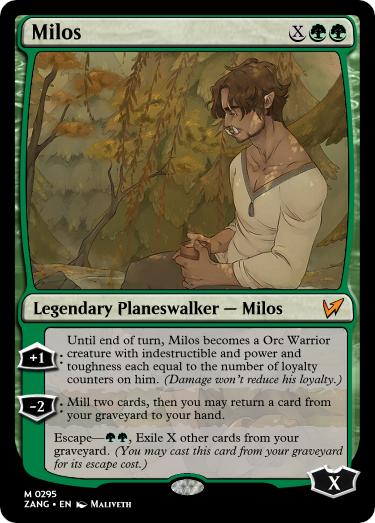 Milos X
Legendary Planeswalker — Milos
Until end of turn, Milos becomes a Orc Warrior
creature with indestructible and power and
+1 : toughness each equal to the number of loyalty
counters on him. (Damage won't reduce his loyalty.)
-2 : Mill two cards, then you may return a card from
your graveyard to your hand.
Escape—, Exile X other cards from your
graveyard. (You may cast this card from your graveyard
for its escape cost.)
X
M 0295
ZANG • EN Maliveth